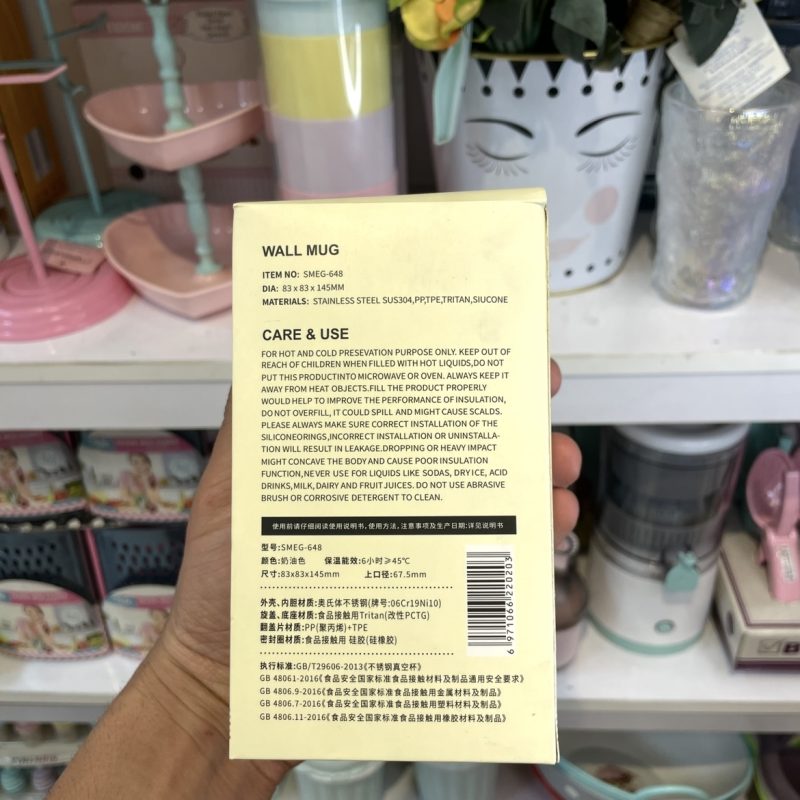 WALL MUG
ITEM NO: SMEG-648
DIA: 83 x 83 x 145MM
MATERIALS: STAINLESS STEEL SUS304,PP,TPE,TRITAN,SIUCONE
CARE & USE
FOR HOT AND COLD PRESEVATION PURPOSE ONLY. KEEP OUT OF
REACH OF CHILDREN WHEN FILLED WITH HOT LIQUIDS,DO NOT
PUT THIS PRODUCTINTO MICROWAVE OR OVEN. ALWAYS KEEP IT
AWAY FROM HEAT OBJECTS.FILL THE PRODUCT PROPERLY
WOULD HELP TO IMPROVE THE PERFORMANCE OF INSULATION,
DO NOT OVERFILL, IT COULD SPILL AND MIGHT CAUSE SCALDS.
PLEASE ALWAYS MAKE SURE CORRECT INSTALLATION OF THE
SILICONEORINGS,INCORRECT INSTALLATION OR UNINSTALLA-
TION WILL RESULT IN LEAKAGE.DROPPING OR HEAVY IMPACT
MIGHT CONCAVE THE BODY AND CAUSE POOR INSULATION
FUNCTION,NEVER USE FOR LIQUIDS LIKE SODAS, DRY ICE, ACID
DRINKS,MILK,DAIRY AND FRUIT JUICES. DO NOT USE ABRASIVE
BRUSH OR CORROSIVE DETERGENT TO CLEAN.
使用前请仔细阅读使用说明书,使用方法,注意事项及生产日期:详见说明书
型号:SMEG-648
颜色:奶油色 保温能效:6小时≥45℃
尺寸:83x83x145mm 上口径:67.5mm
外壳、内胆材质:奥氏体不锈钢(牌号:06Cr19Ni10)
旋盖、底座材质:食品接触用Tritan(改性PCTG)
翻盖片材质:PP(聚丙烯)+TPE
密封圈材质:食品接触用 硅胶(硅橡胶)
6 971066 220203
执行标准:GB/T29606-2013《不锈钢真空杯》
GB 48061-2016《食品安全国家标准食品接触材料及制品通用安全要求》
GB 4806.9-2016《食品安全国家标准食品接触用金属材料及制品》
GB 4806.7-2016《食品安全国家标准食品接触用塑料材料及制品》
GB 4806.11-2016《食品安全国家标准食品接触用橡胶材料及制品》